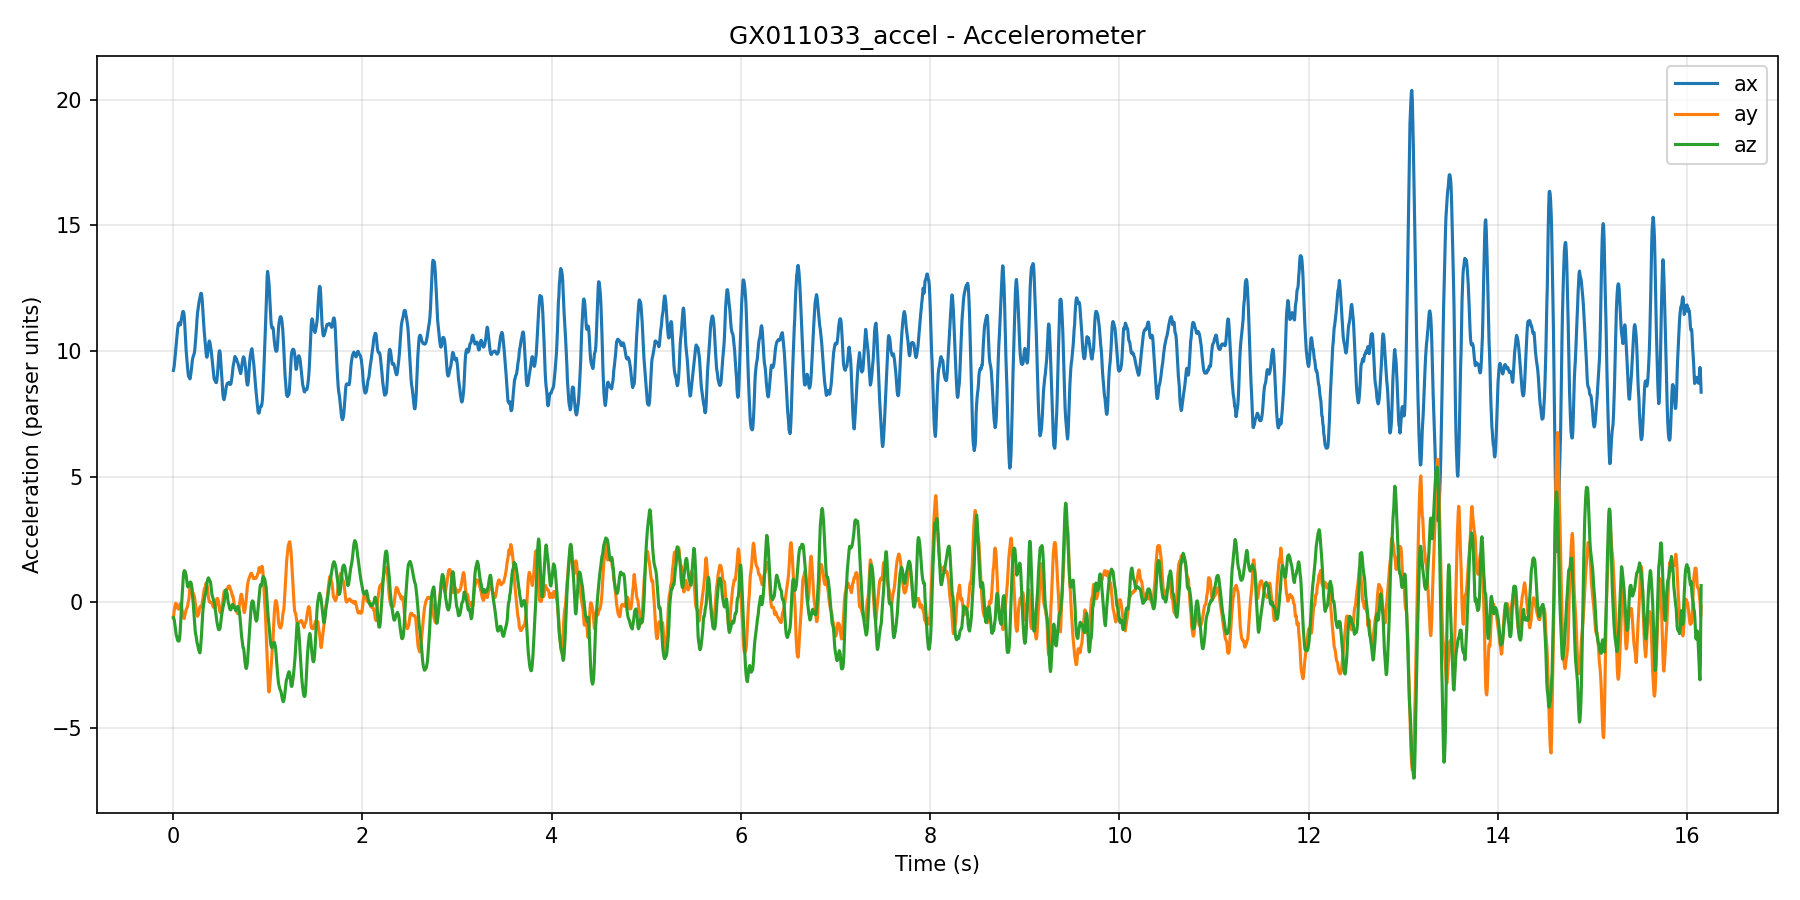 GX011033_accel - Accelerometer
ax
ay
az
Acceleration (parser units)
20
15
10
5
0
−5
0 2 4 6 8 10 12 14 16
Time (s)